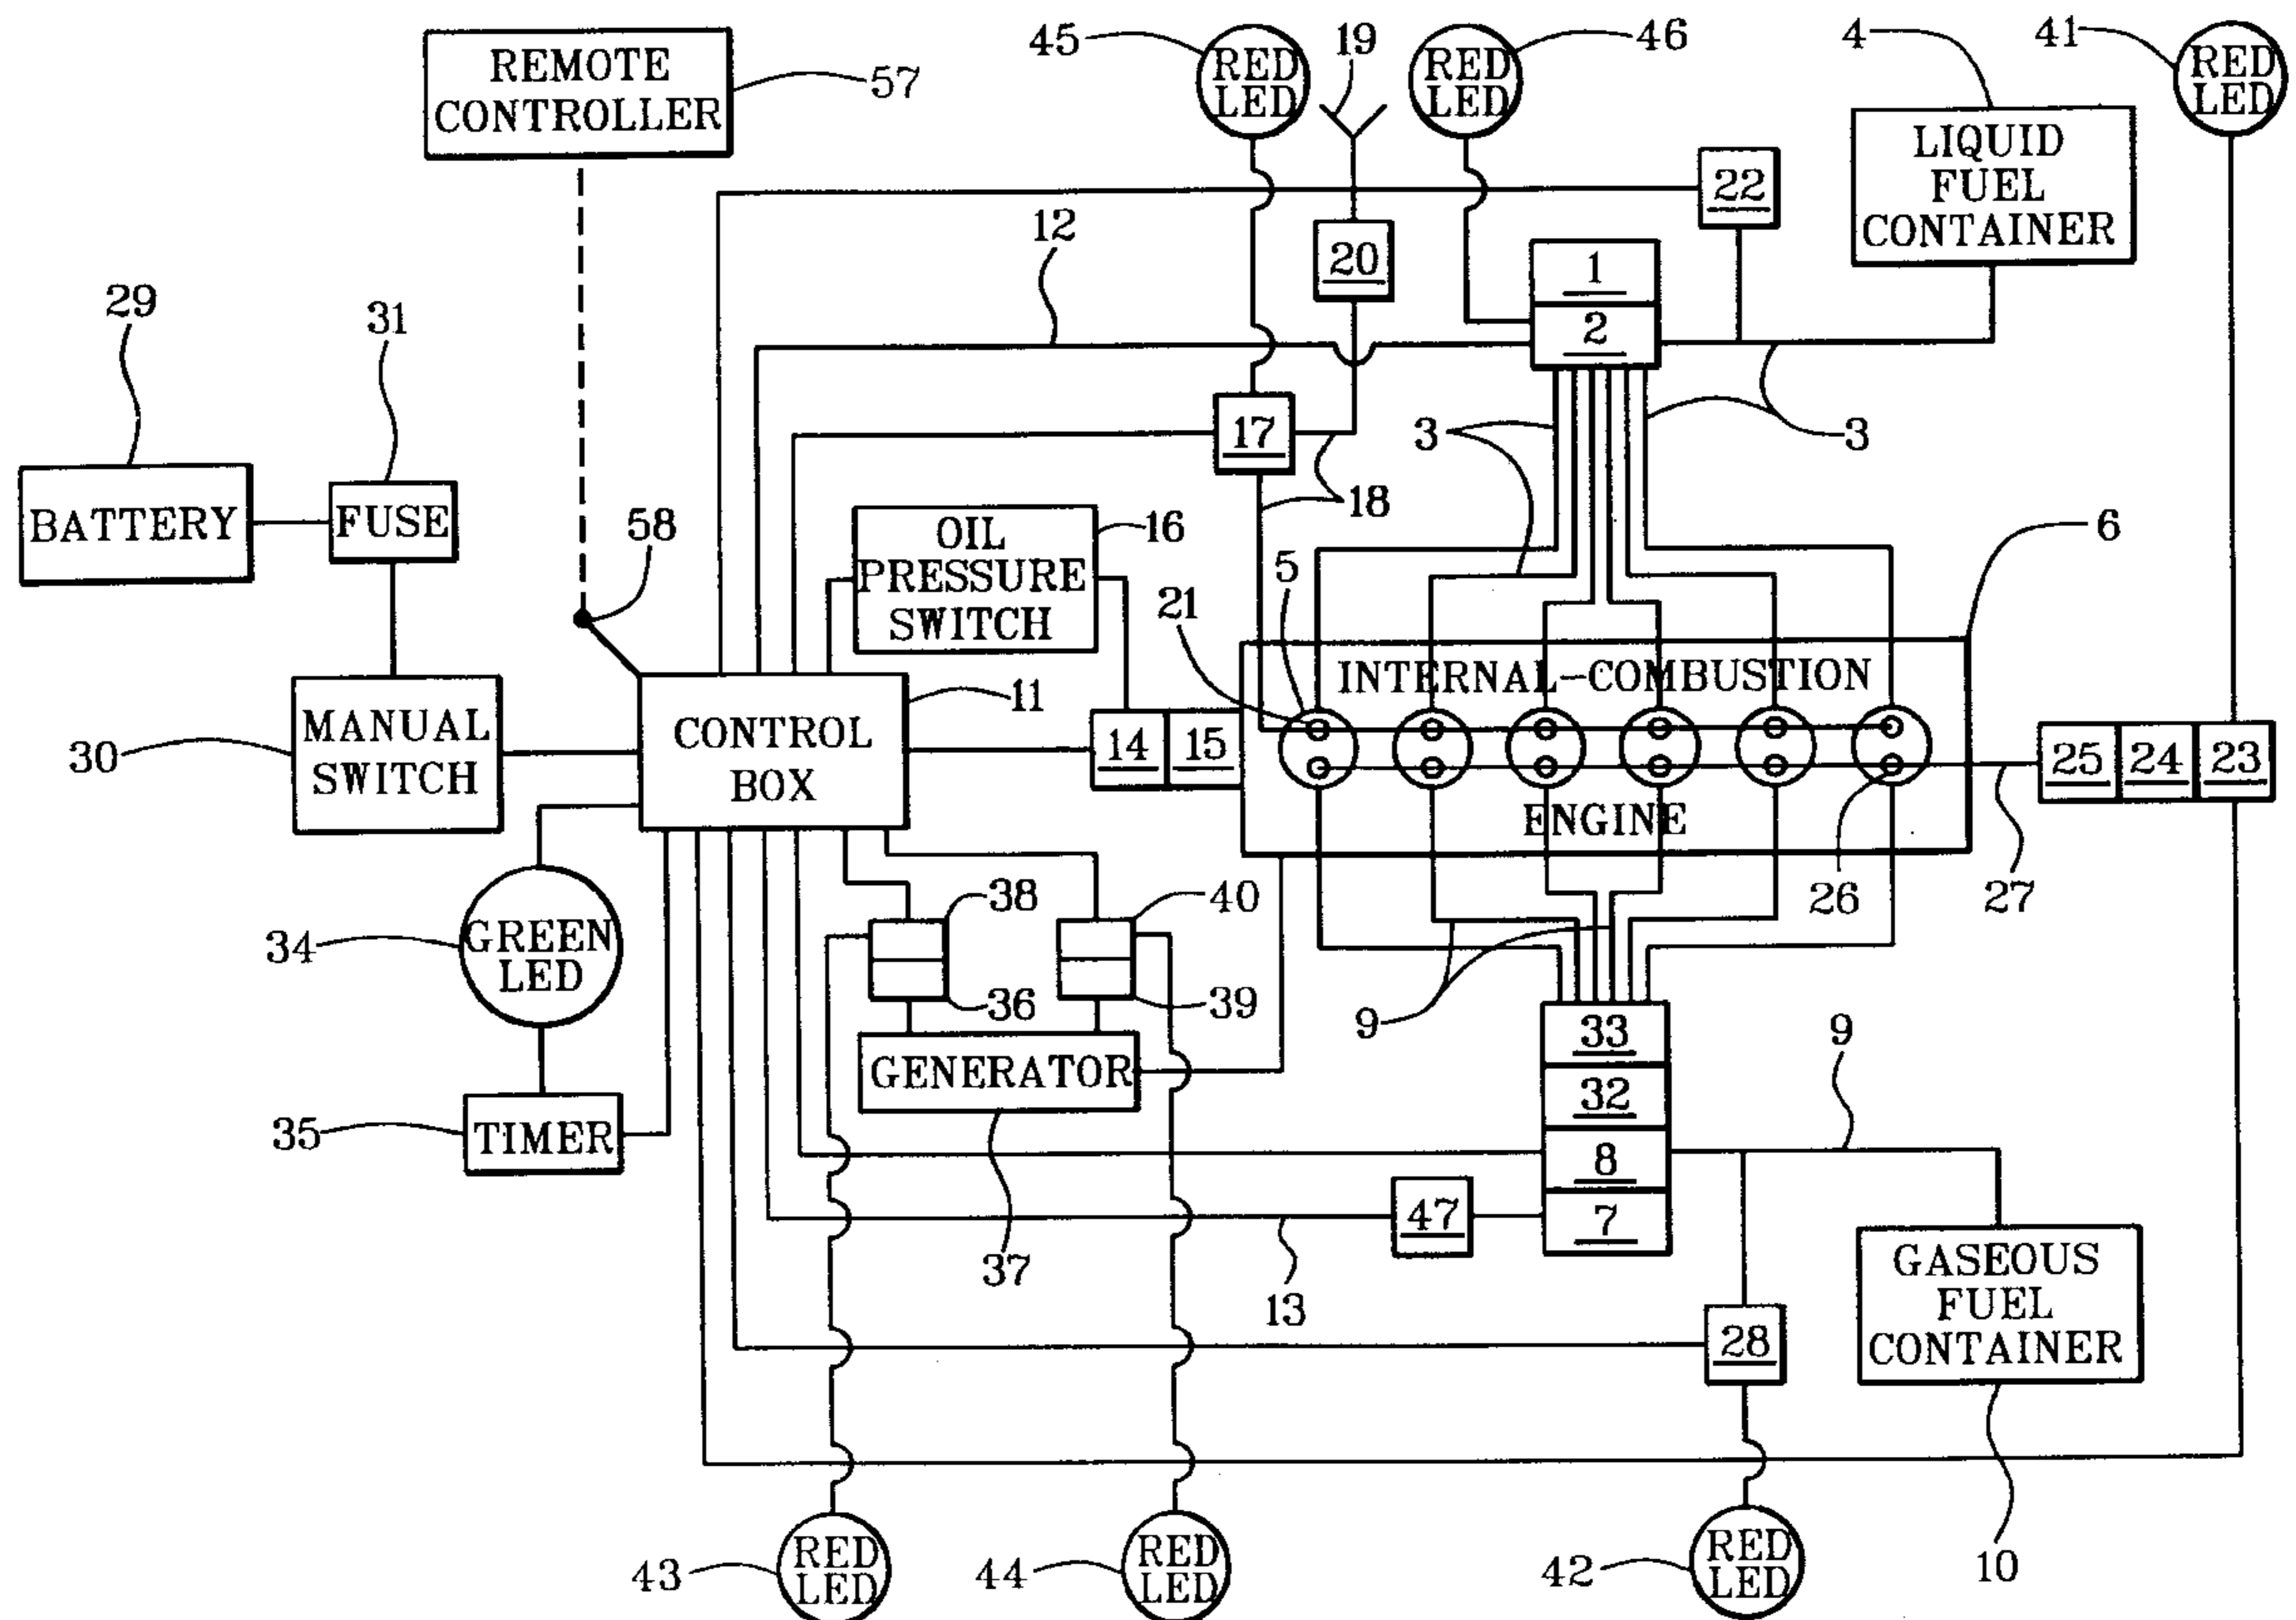 REMOTE
CONTROLLER
57
45
RED
LED
19
RED
LED
46
4
LIQUID
FUEL
CONTAINER
41
RED
LED
22
12
20
1
2
29
31
BATTERY
FUSE
17
3
3
18
58
OIL
PRESSURE
SWITCH
16
5
6
21
INTERNAL-COMBUSTION
ENGINE
11
CONTROL
BOX
30
MANUAL
SWITCH
14
15
25
24
23
26
27
34
GREEN
LED
38
40
36
39
GENERATOR
35
TIMER
9
33
32
8
7
9
47
37
13
28
GASEOUS
FUEL
CONTAINER
43
RED
LED
44
RED
LED
42
RED
LED
10